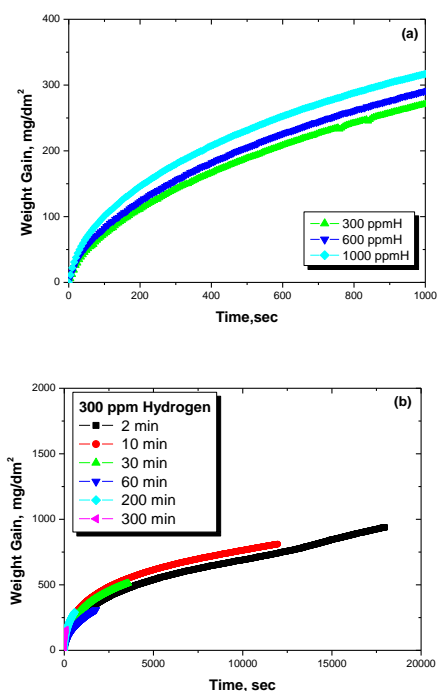 (a)
400
300
200
100
0
Weight Gain, mg/dm²
300 ppmH
600 ppmH
1000 ppmH
0 200 400 600 800 1000
Time,sec
(b)
2000
1500
1000
500
0
Weight Gain, mg/dm²
300 ppm Hydrogen
2 min
10 min
30 min
60 min
200 min
300 min
0 5000 10000 15000 20000
Time, sec